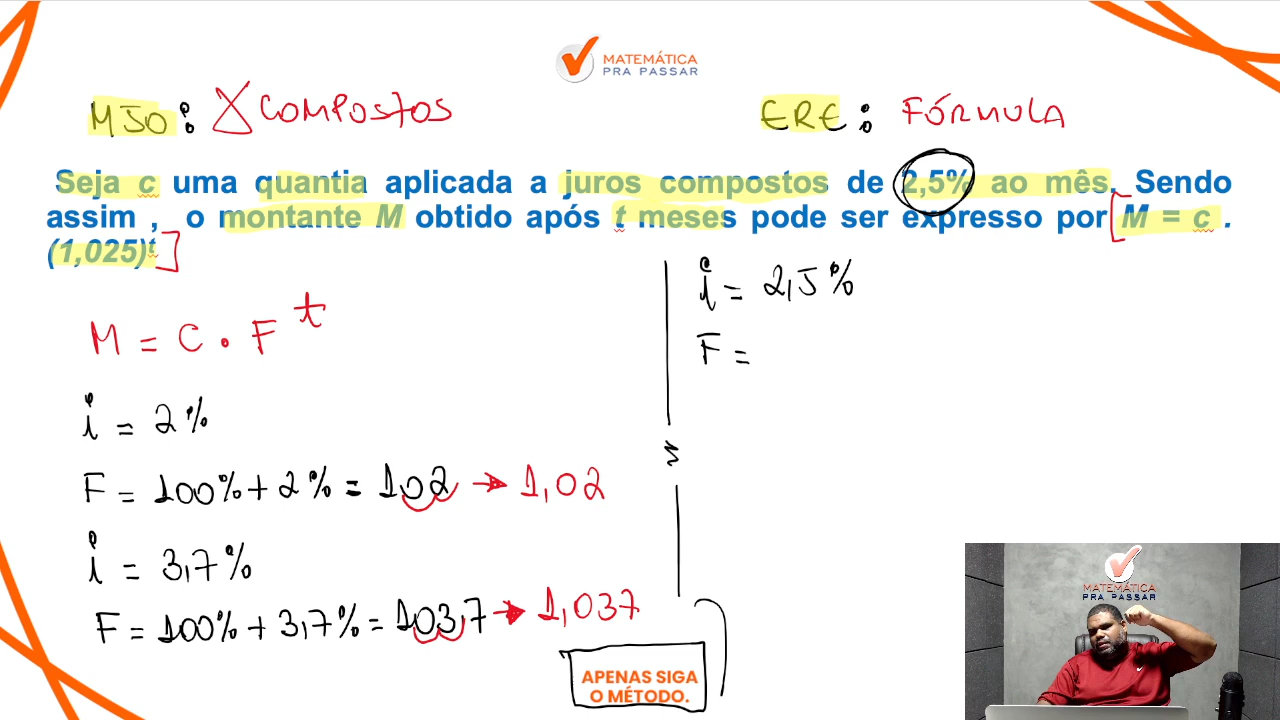 MATEMÁTICA
PRA PASSAR
MJO: COMPOSTOS
ERE: FÓRMULA
Seja c uma quantia aplicada a juros compostos de 2,5% ao mês. Sendo
assim , o montante M obtido após t meses pode ser expresso por M = c .
(1,025)ᵗ
M = C . Fᵗ
i = 2%
F = 100% + 2% = 102 → 1,02
i = 3,7%
F = 100% + 3,7% = 103,7 → 1,037
i = 2,5%
F =
APENAS SIGA
O MÉTODO.
MATEMÁTICA
PRA PASSAR